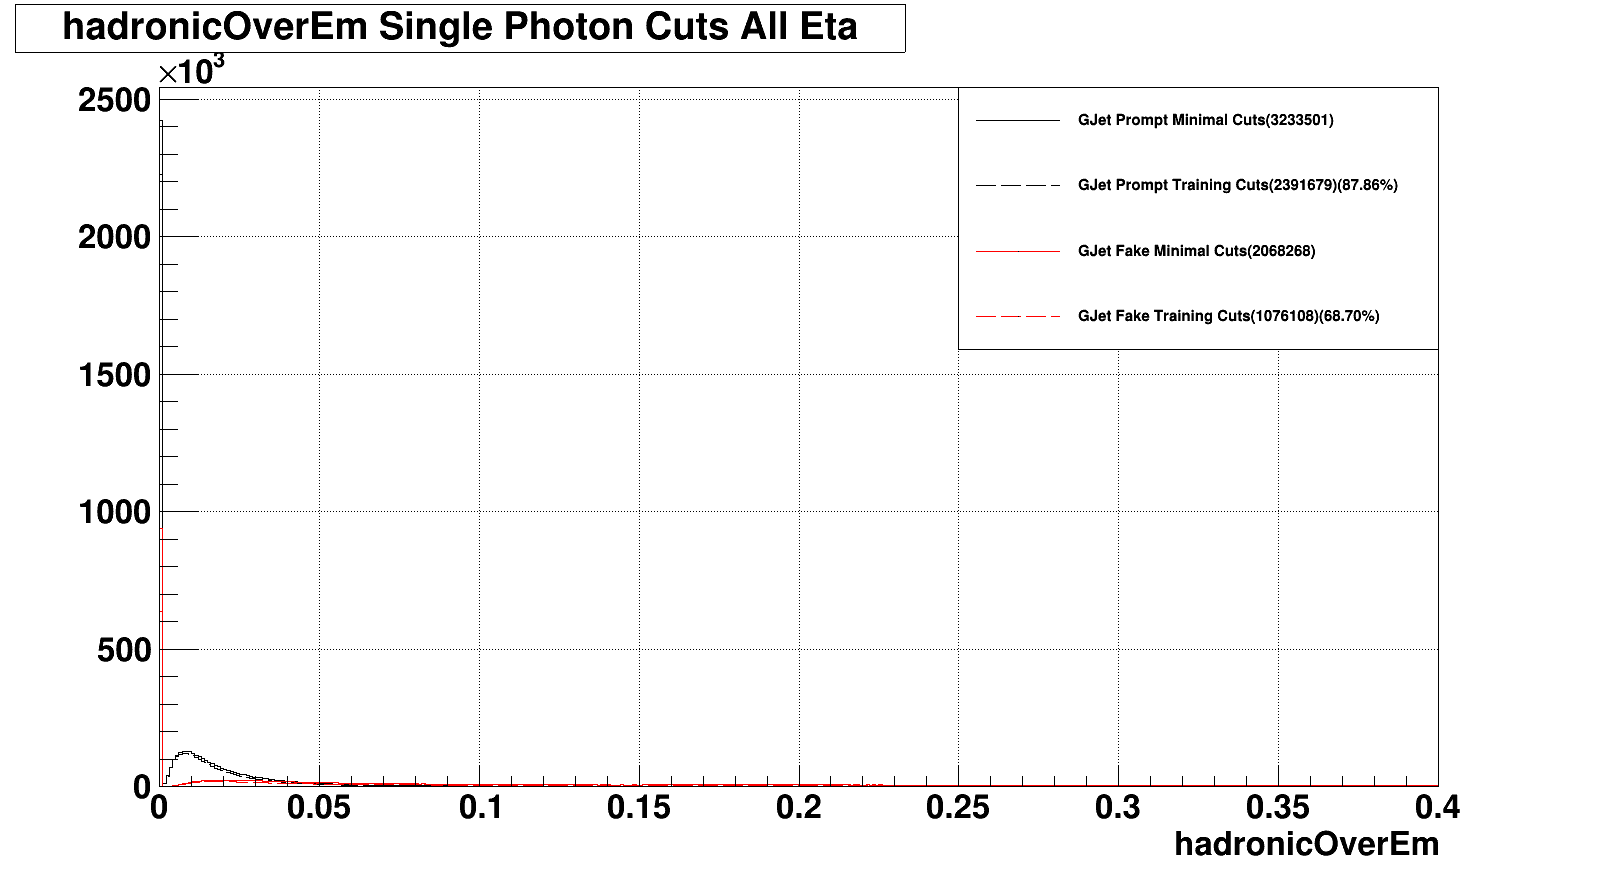 hadronicOverEm Single Photon Cuts All Eta
×10³
2500
2000
1500
1000
500
0
GJet Prompt Minimal Cuts(3233501)
GJet Prompt Training Cuts(2391679)(87.86%)
GJet Fake Minimal Cuts(2068268)
GJet Fake Training Cuts(1076108)(68.70%)
0 0.05 0.1 0.15 0.2 0.25 0.3 0.35 0.4
hadronicOverEm